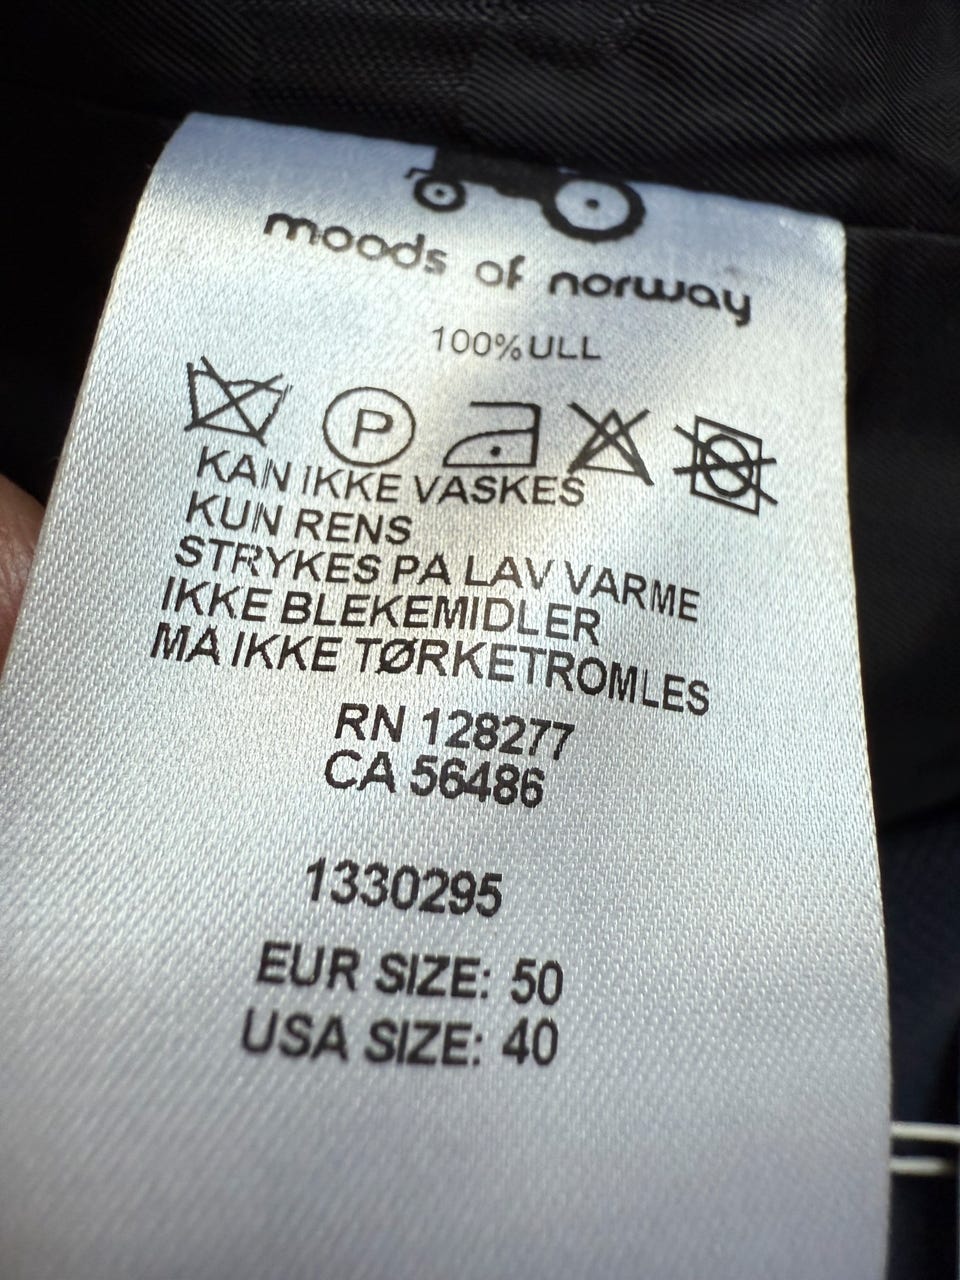 moods of norway
100% ULL
P
KAN IKKE VASKES
KUN RENS
STRYKES PA LAV VARME
IKKE BLEKEMIDLER
MA IKKE TØRKETROMLES
RN 128277
CA 56486
1330295
EUR SIZE: 50
USA SIZE: 40